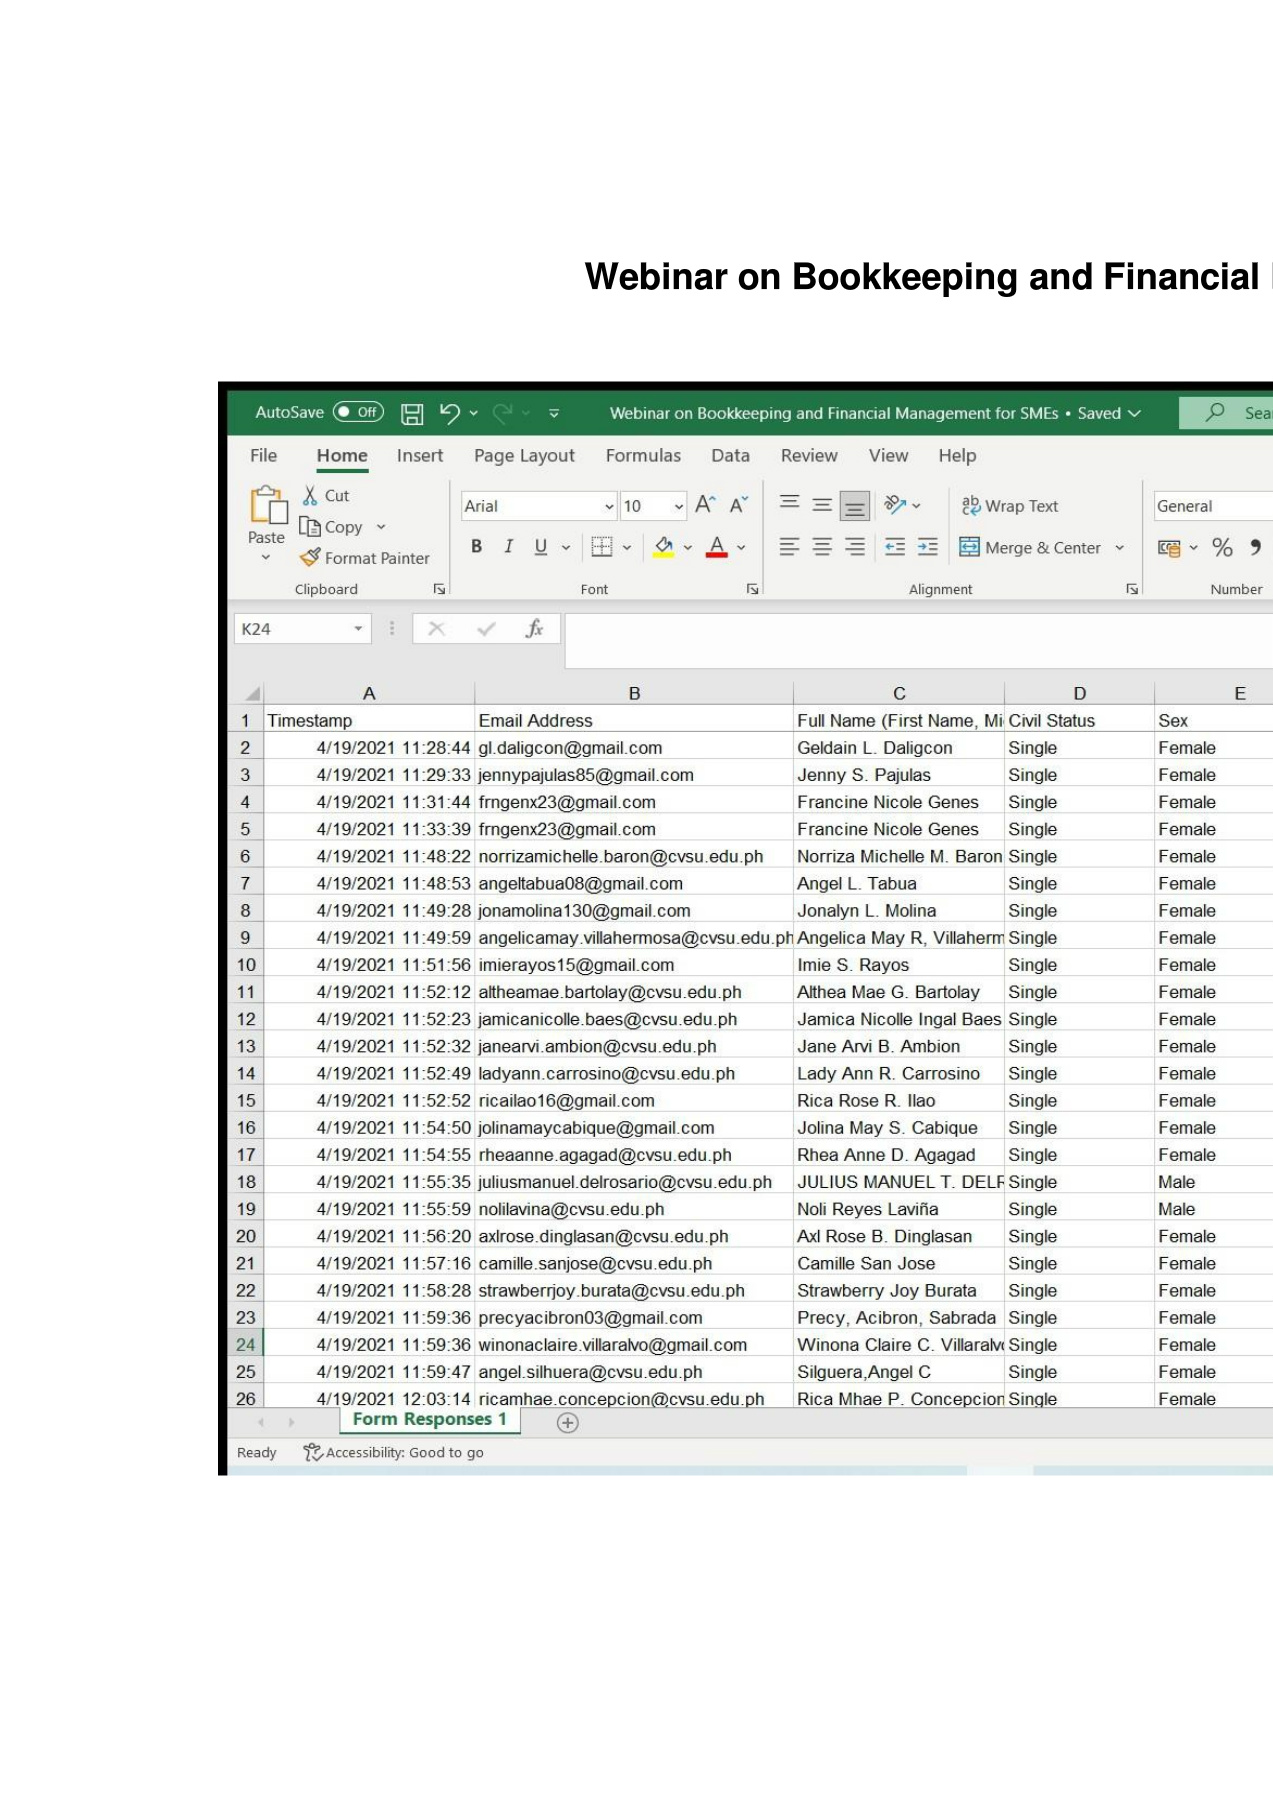 Webinar on Bookkeeping and Financial
AutoSave Off Webinar on Bookkeeping and Financial Management for SMEs • Saved Sea
File Home Insert Page Layout Formulas Data Review View Help
Cut
Copy
Paste
Format Painter
Arial 10 Wrap Text General
B I U A Merge & Center %
Clipboard Font Alignment Number
K24 fx
A B C D E
1 Timestamp Email Address Full Name (First Name, Mi Civil Status Sex
2 4/19/2021 11:28:44 gl.daligcon@gmail.com Geldain L. Daligcon Single Female
3 4/19/2021 11:29:33 jennypajulas85@gmail.com Jenny S. Pajulas Single Female
4 4/19/2021 11:31:44 frngenx23@gmail.com Francine Nicole Genes Single Female
5 4/19/2021 11:33:39 frngenx23@gmail.com Francine Nicole Genes Single Female
6 4/19/2021 11:48:22 norrizamichelle.baron@cvsu.edu.ph Norriza Michelle M. Baron Single Female
7 4/19/2021 11:48:53 angeltabua08@gmail.com Angel L. Tabua Single Female
8 4/19/2021 11:49:28 jonamolina130@gmail.com Jonalyn L. Molina Single Female
9 4/19/2021 11:49:59 angelicamay.villahermosa@cvsu.edu.ph Angelica May R, Villaherm Single Female
10 4/19/2021 11:51:56 imierayos15@gmail.com Imie S. Rayos Single Female
11 4/19/2021 11:52:12 altheamae.bartolay@cvsu.edu.ph Althea Mae G. Bartolay Single Female
12 4/19/2021 11:52:23 jamicanicolle.baes@cvsu.edu.ph Jamica Nicolle Ingal Baes Single Female
13 4/19/2021 11:52:32 janearvi.ambion@cvsu.edu.ph Jane Arvi B. Ambion Single Female
14 4/19/2021 11:52:49 ladyann.carrosino@cvsu.edu.ph Lady Ann R. Carrosino Single Female
15 4/19/2021 11:52:52 ricailao16@gmail.com Rica Rose R. Ilao Single Female
16 4/19/2021 11:54:50 jolinamaycabique@gmail.com Jolina May S. Cabique Single Female
17 4/19/2021 11:54:55 rheaanne.agagad@cvsu.edu.ph Rhea Anne D. Agagad Single Female
18 4/19/2021 11:55:35 juliusmanuel.delrosario@cvsu.edu.ph JULIUS MANUEL T. DELR Single Male
19 4/19/2021 11:55:59 nolilavina@cvsu.edu.ph Noli Reyes Laviña Single Male
20 4/19/2021 11:56:20 axlrose.dinglasan@cvsu.edu.ph Axl Rose B. Dinglasan Single Female
21 4/19/2021 11:57:16 camille.sanjose@cvsu.edu.ph Camille San Jose Single Female
22 4/19/2021 11:58:28 strawberrjoy.burata@cvsu.edu.ph Strawberry Joy Burata Single Female
23 4/19/2021 11:59:36 precyacibron03@gmail.com Precy, Acibron, Sabrada Single Female
24 4/19/2021 11:59:36 winonaclaire.villaralvo@gmail.com Winona Claire C. Villaralvo Single Female
25 4/19/2021 11:59:47 angel.silhuera@cvsu.edu.ph Silguera,Angel C Single Female
26 4/19/2021 12:03:14 ricamhae.concepcion@cvsu.edu.ph Rica Mhae P. Concepcion Single Female
Form Responses 1
Ready Accessibility: Good to go